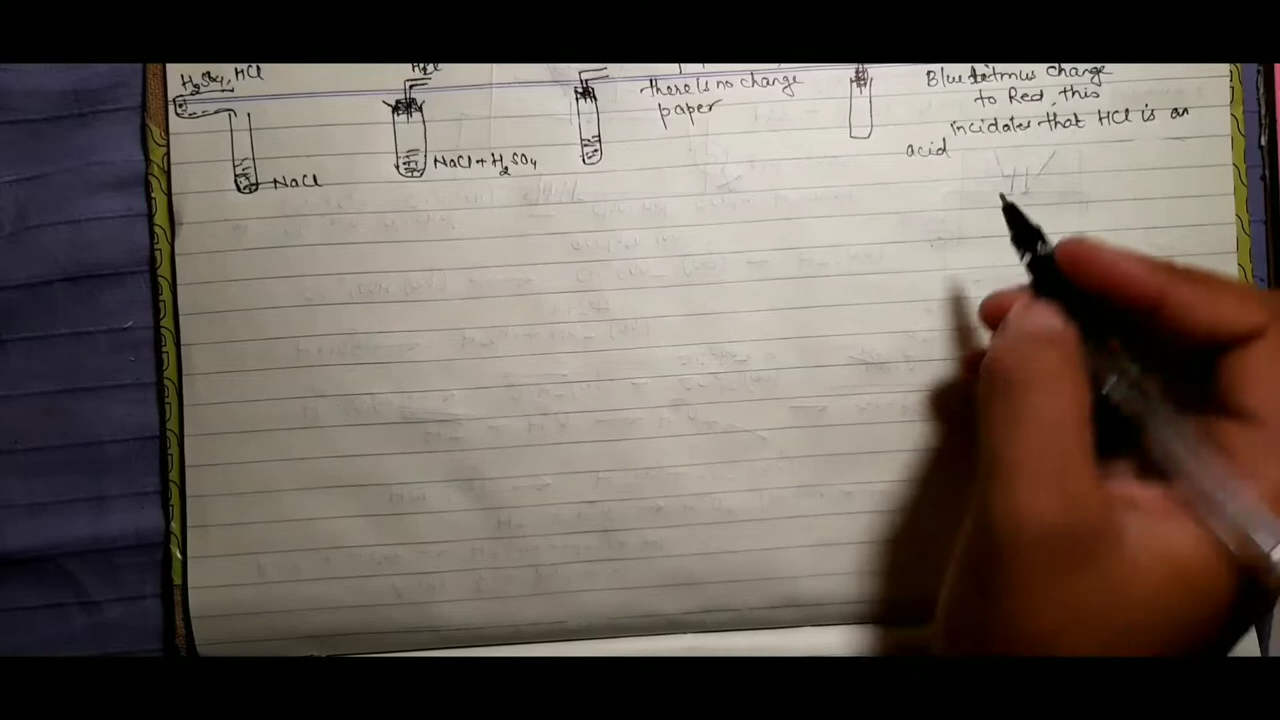 H2SO4, HCl
NaCl
NaCl + H2SO4
there is no change
paper
Blue litmus change
to Red, this
incidates that HCl is an
acid